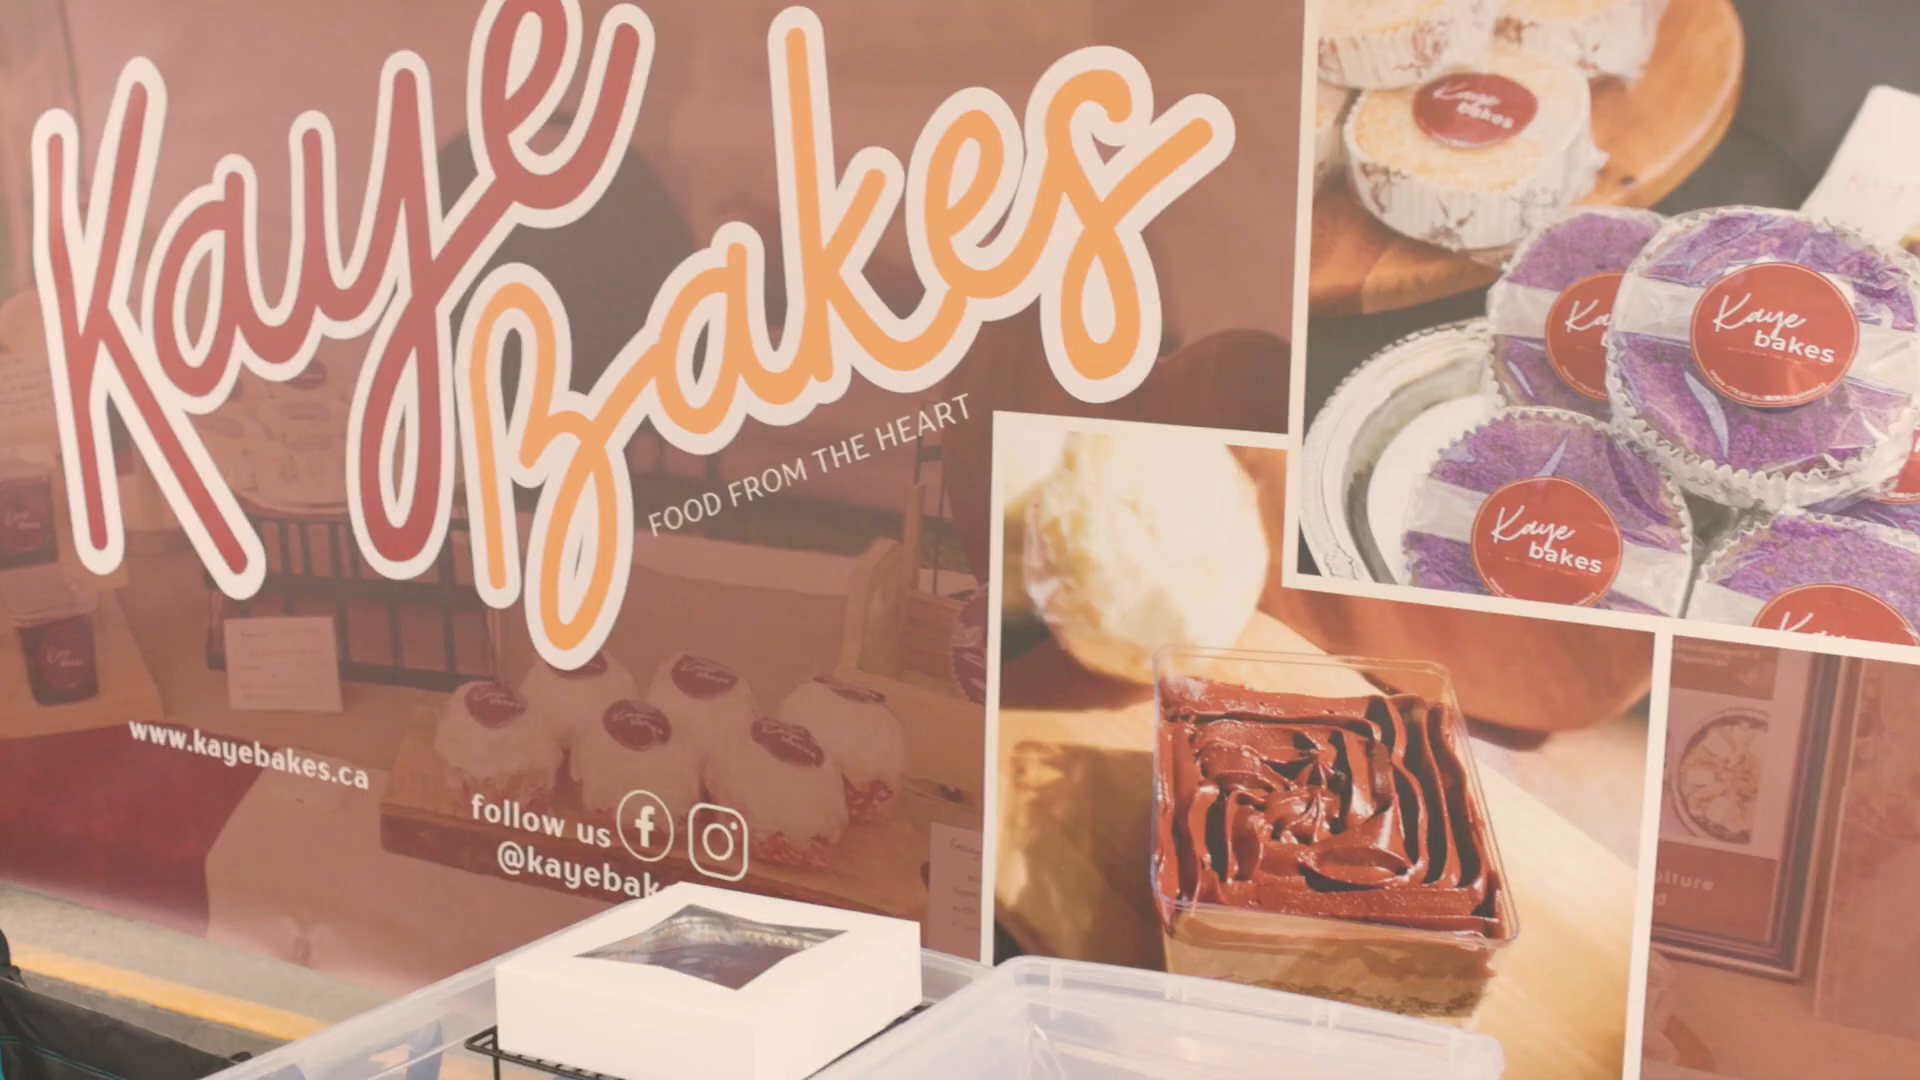 Kaye
Bakes
FOOD FROM THE HEART
www.kayebakes.ca
follow us
@kayebak
Kaye
bakes
Kaye
bakes
Kaye
bakes